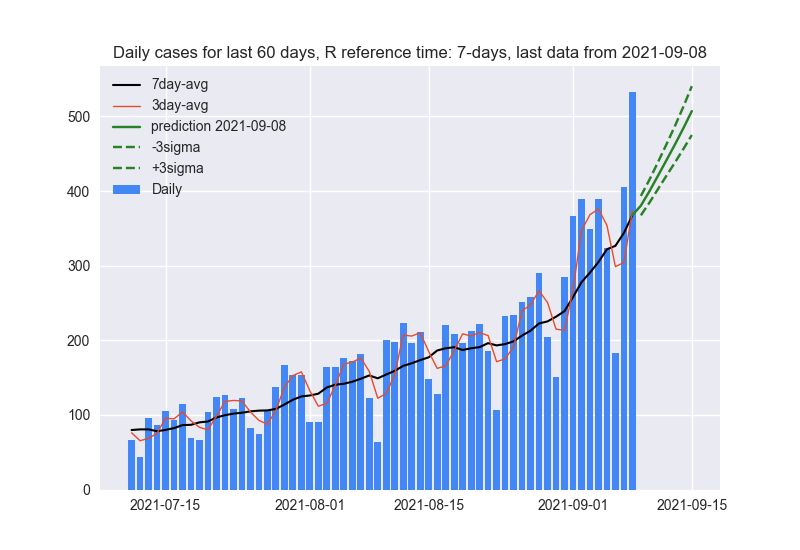 Daily cases for last 60 days, R reference time: 7-days, last data from 2021-09-08
7day-avg
3day-avg
prediction 2021-09-08
-3sigma
+3sigma
Daily
500
400
300
200
100
0
2021-07-15 2021-08-01 2021-08-15 2021-09-01 2021-09-15